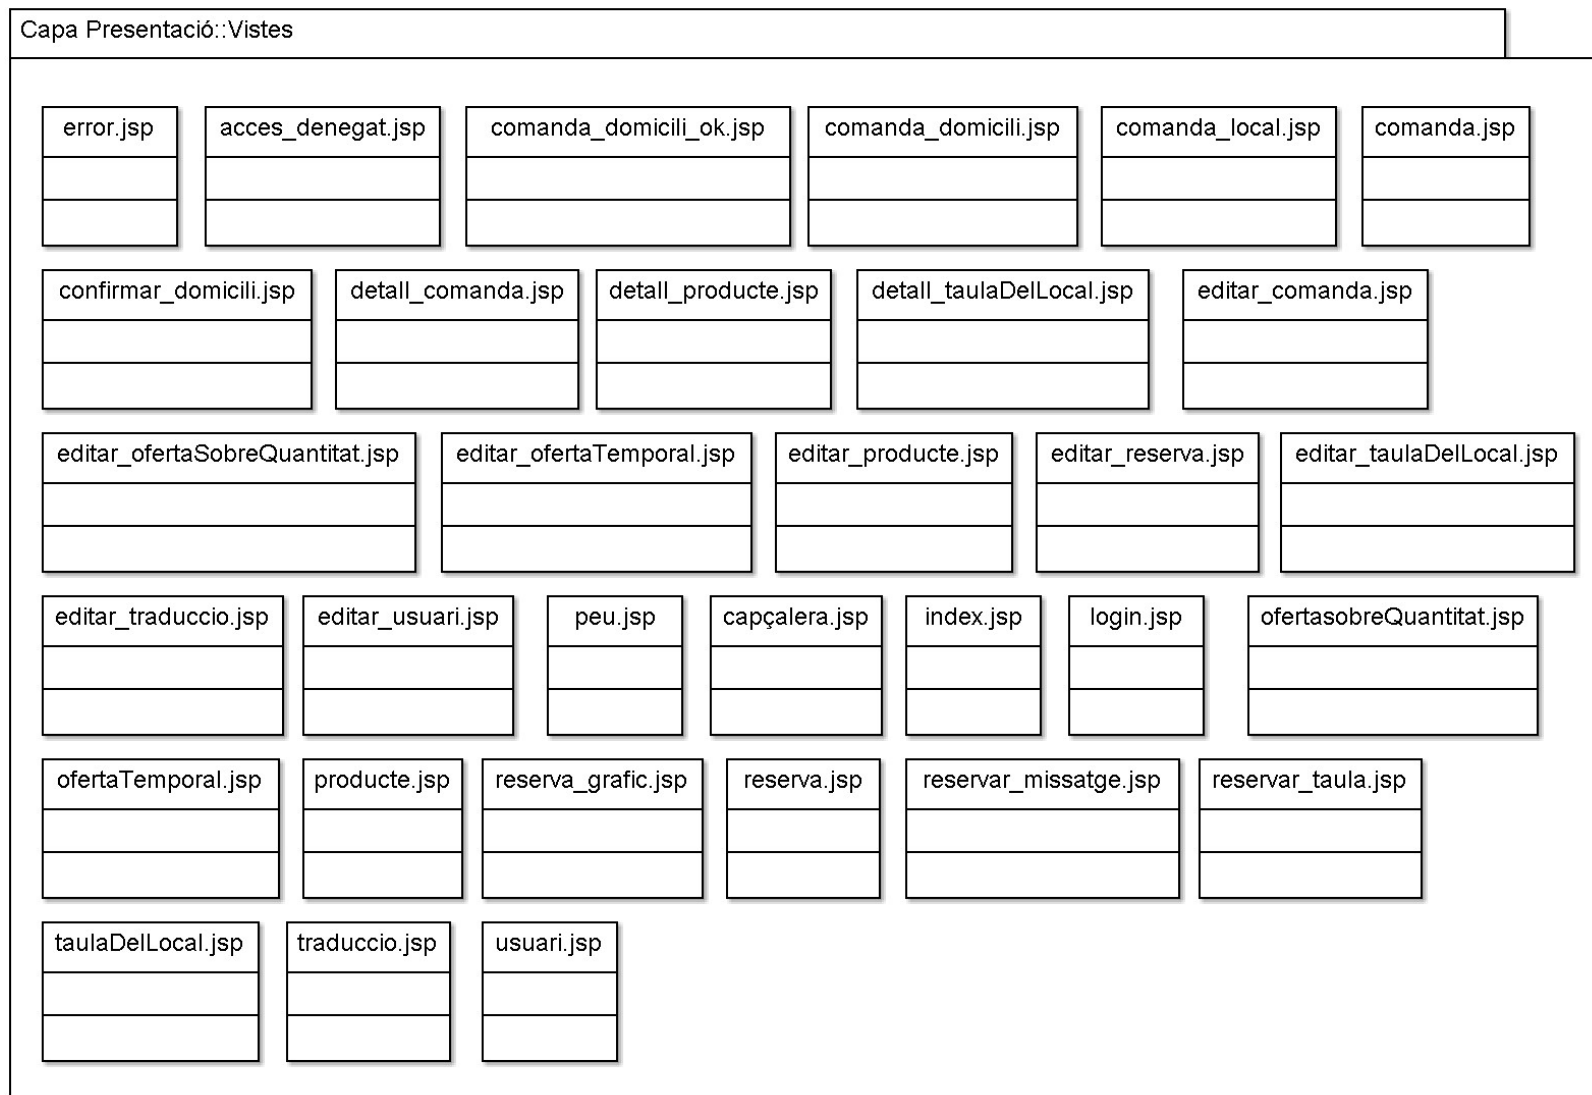 Capa Presentació::Vistes
error.jsp
acces_denegat.jsp
comanda_domicili_ok.jsp
comanda_domicili.jsp
comanda_local.jsp
comanda.jsp
confirmar_domicili.jsp
detall_comanda.jsp
detall_producte.jsp
detall_taulaDelLocal.jsp
editar_comanda.jsp
editar_ofertaSobreQuantitat.jsp
editar_ofertaTemporal.jsp
editar_producte.jsp
editar_reserva.jsp
editar_taulaDelLocal.jsp
editar_traduccio.jsp
editar_usuari.jsp
peu.jsp
capçalera.jsp
index.jsp
login.jsp
ofertasobreQuantitat.jsp
ofertaTemporal.jsp
producte.jsp
reserva_grafic.jsp
reserva.jsp
reservar_missatge.jsp
reservar_taula.jsp
taulaDelLocal.jsp
traduccio.jsp
usuari.jsp